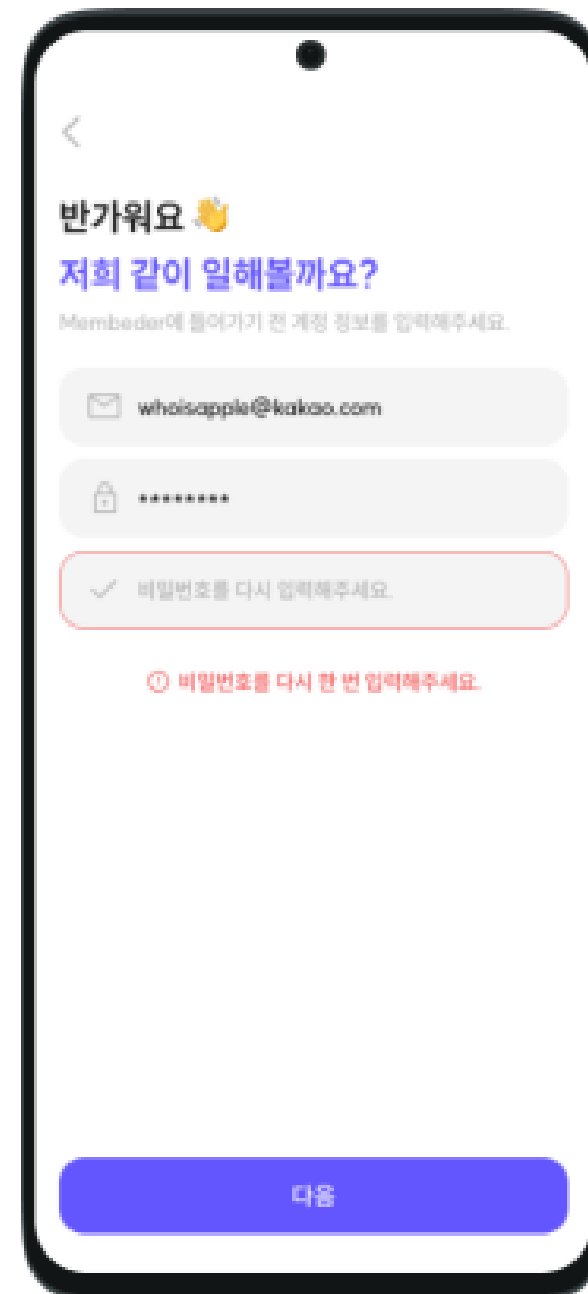 반가워요 👋
저희 같이 일해볼까요?
Membeder에 들어가기 전 계정 정보를 입력해주세요.
whoisapple@kakao.com
••••••••
비밀번호를 다시 입력해주세요.
비밀번호를 다시 한 번 입력해주세요.
다음